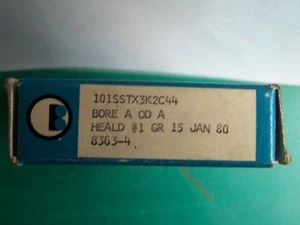 101SSTX3K2C44
BORE A OD A
HEALD #1 GR 15 JAN 80
8363-4